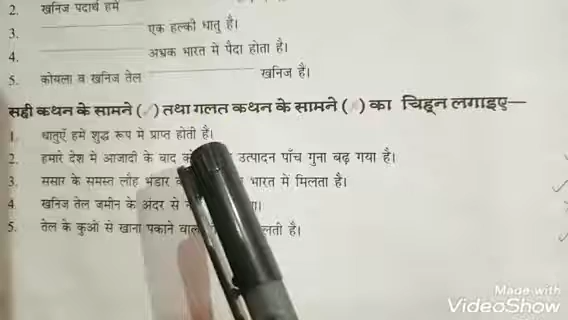 2. खनिज पदार्थ हमें
3. एक हल्की धातु है।
4. अभ्रक भारत में पैदा होता है।
5. कोयला व खनिज तेल खनिज हैं।
सही कथन के सामने (✓) तथा गलत कथन के सामने (×) का चिह्न लगाइए—
1. धातुएँ हमें शुद्ध रूप मे प्राप्त होती हैं।
2. हमारे देश मे आजादी के बाद उत्पादन पाँच गुना बढ़ गया है।
3. ससार के समस्त लौह भंडार भारत में मिलता है।
4. खनिज तेल जमीन के अंदर से
5. तेल के कुओ से खाना पकाने है।
Made with
VideoShow